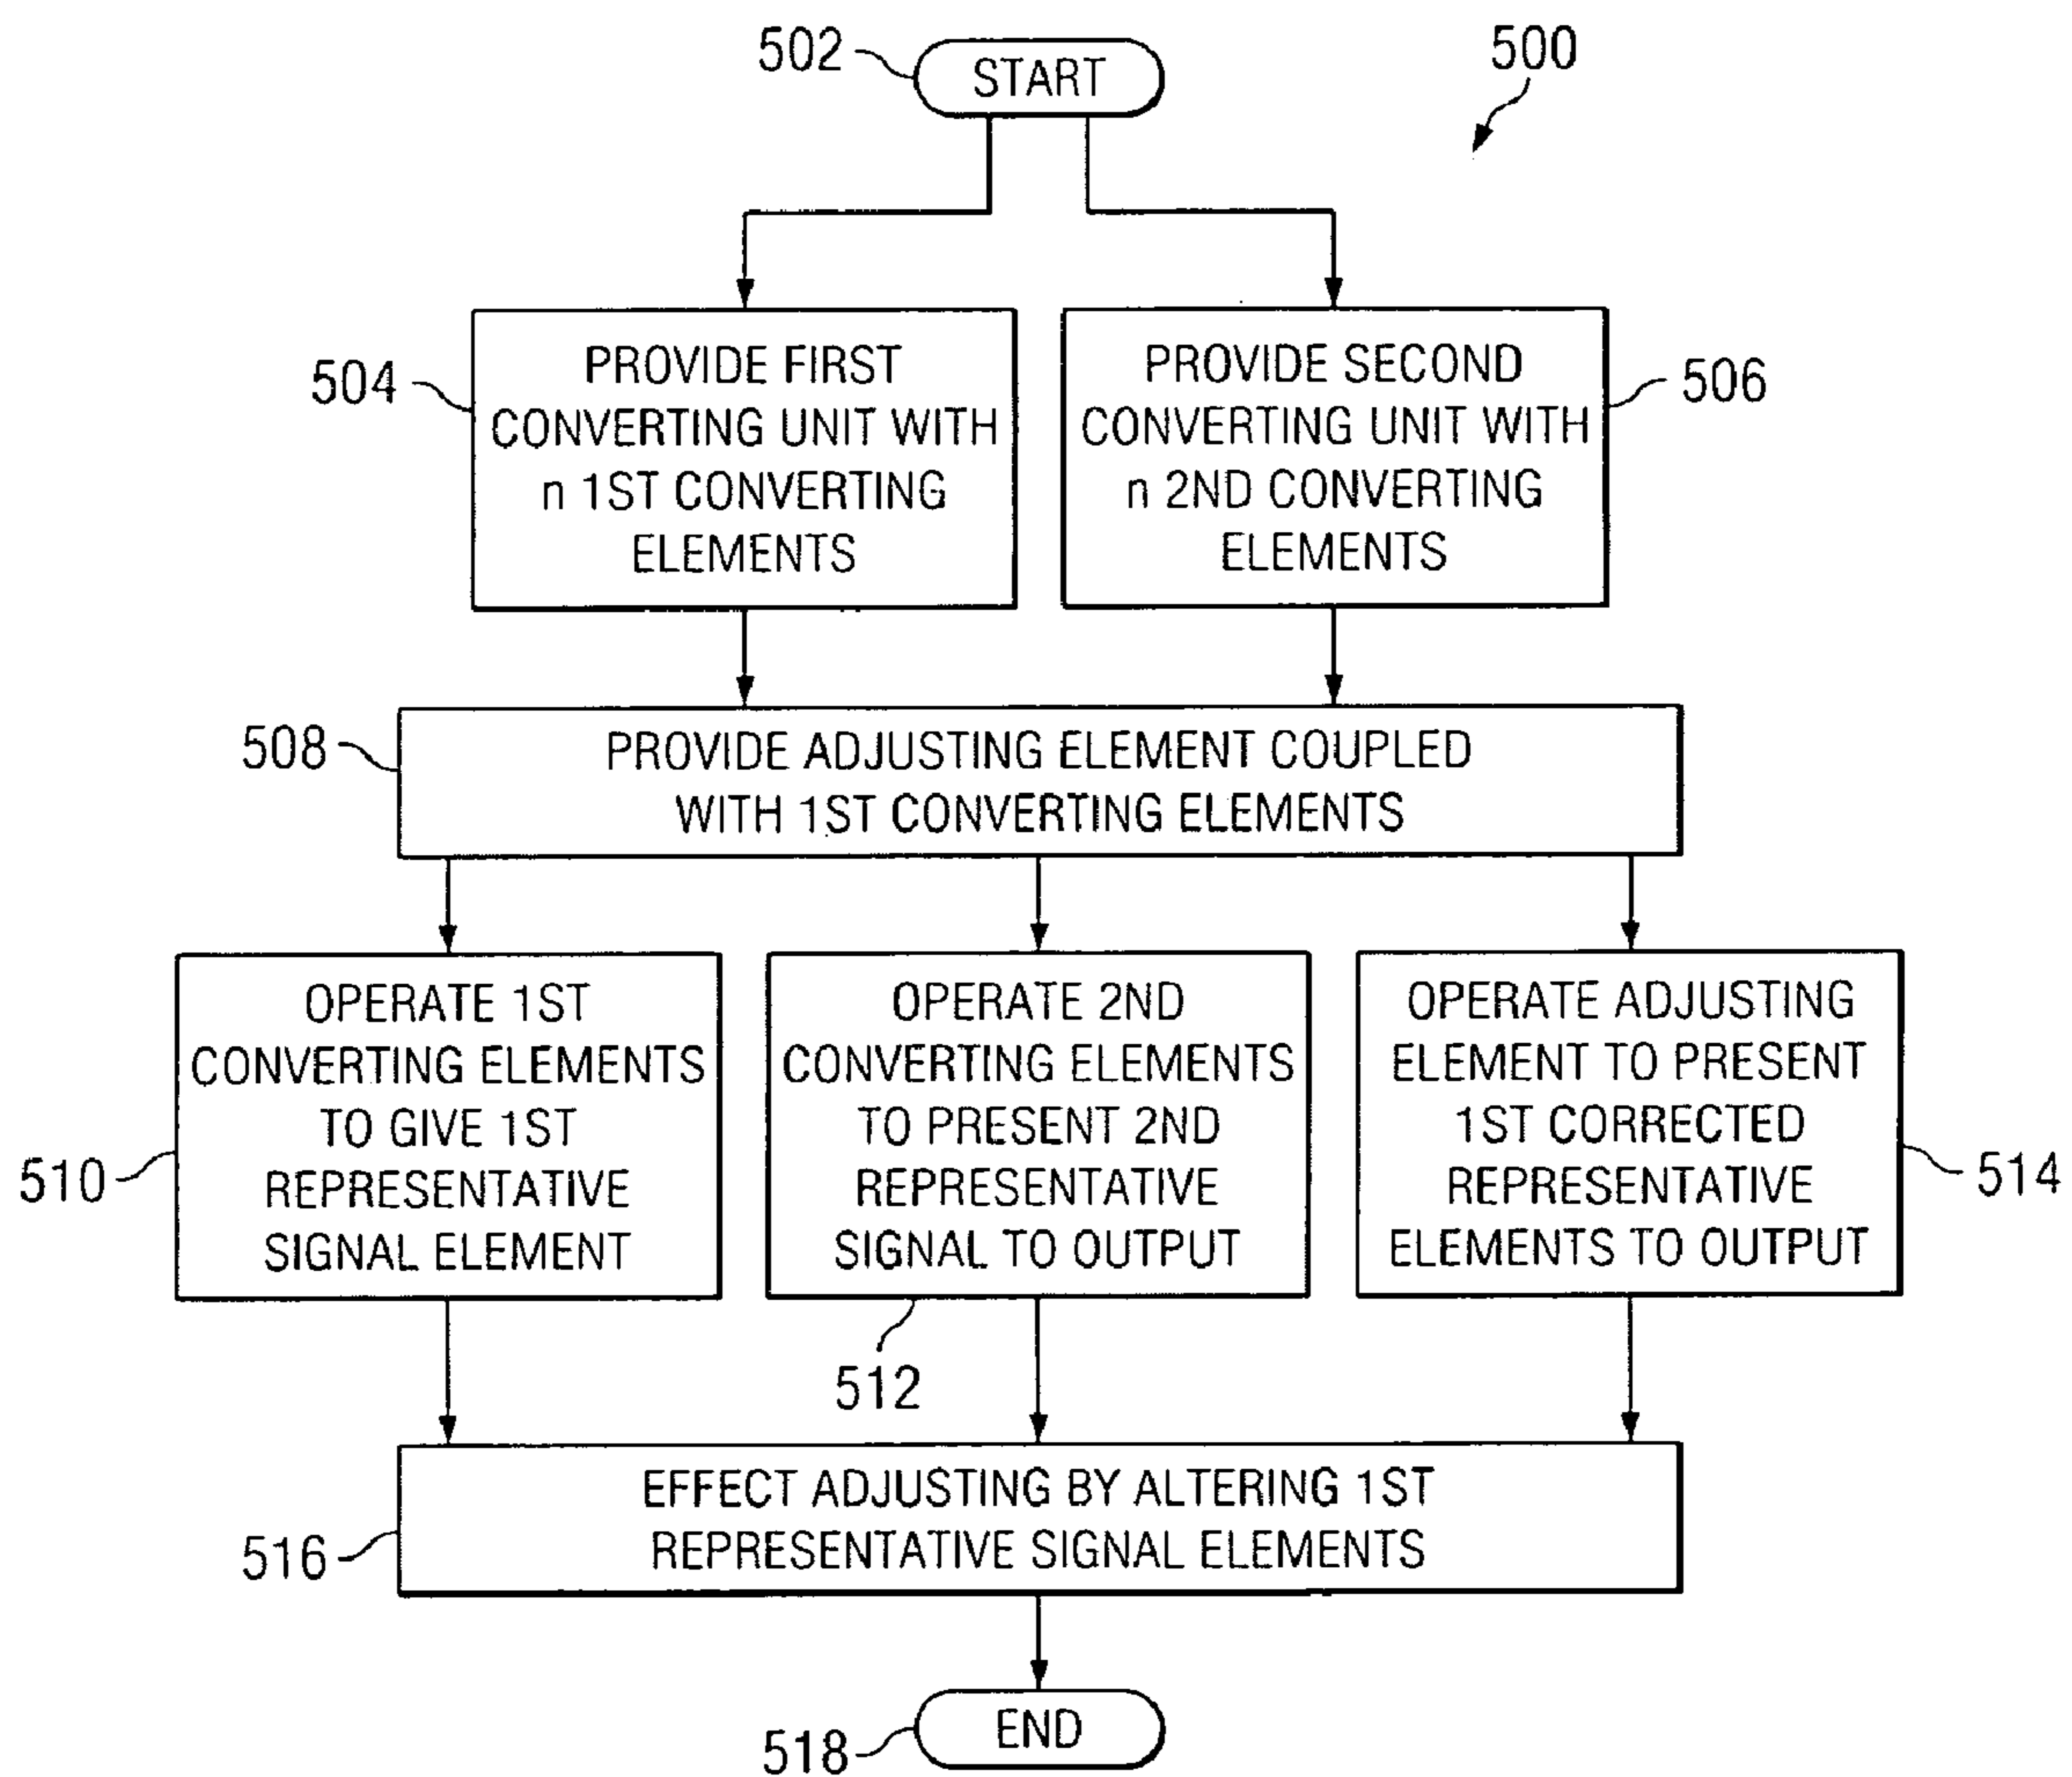 502
START
500
504
PROVIDE FIRST
CONVERTING UNIT WITH
n 1ST CONVERTING
ELEMENTS
PROVIDE SECOND
CONVERTING UNIT WITH
n 2ND CONVERTING
ELEMENTS
506
508
PROVIDE ADJUSTING ELEMENT COUPLED
WITH 1ST CONVERTING ELEMENTS
510
OPERATE 1ST
CONVERTING ELEMENTS
TO GIVE 1ST
REPRESENTATIVE
SIGNAL ELEMENT
OPERATE 2ND
CONVERTING ELEMENTS
TO PRESENT 2ND
REPRESENTATIVE
SIGNAL TO OUTPUT
512
OPERATE ADJUSTING
ELEMENT TO PRESENT
1ST CORRECTED
REPRESENTATIVE
ELEMENTS TO OUTPUT
514
516
EFFECT ADJUSTING BY ALTERING 1ST
REPRESENTATIVE SIGNAL ELEMENTS
518
END